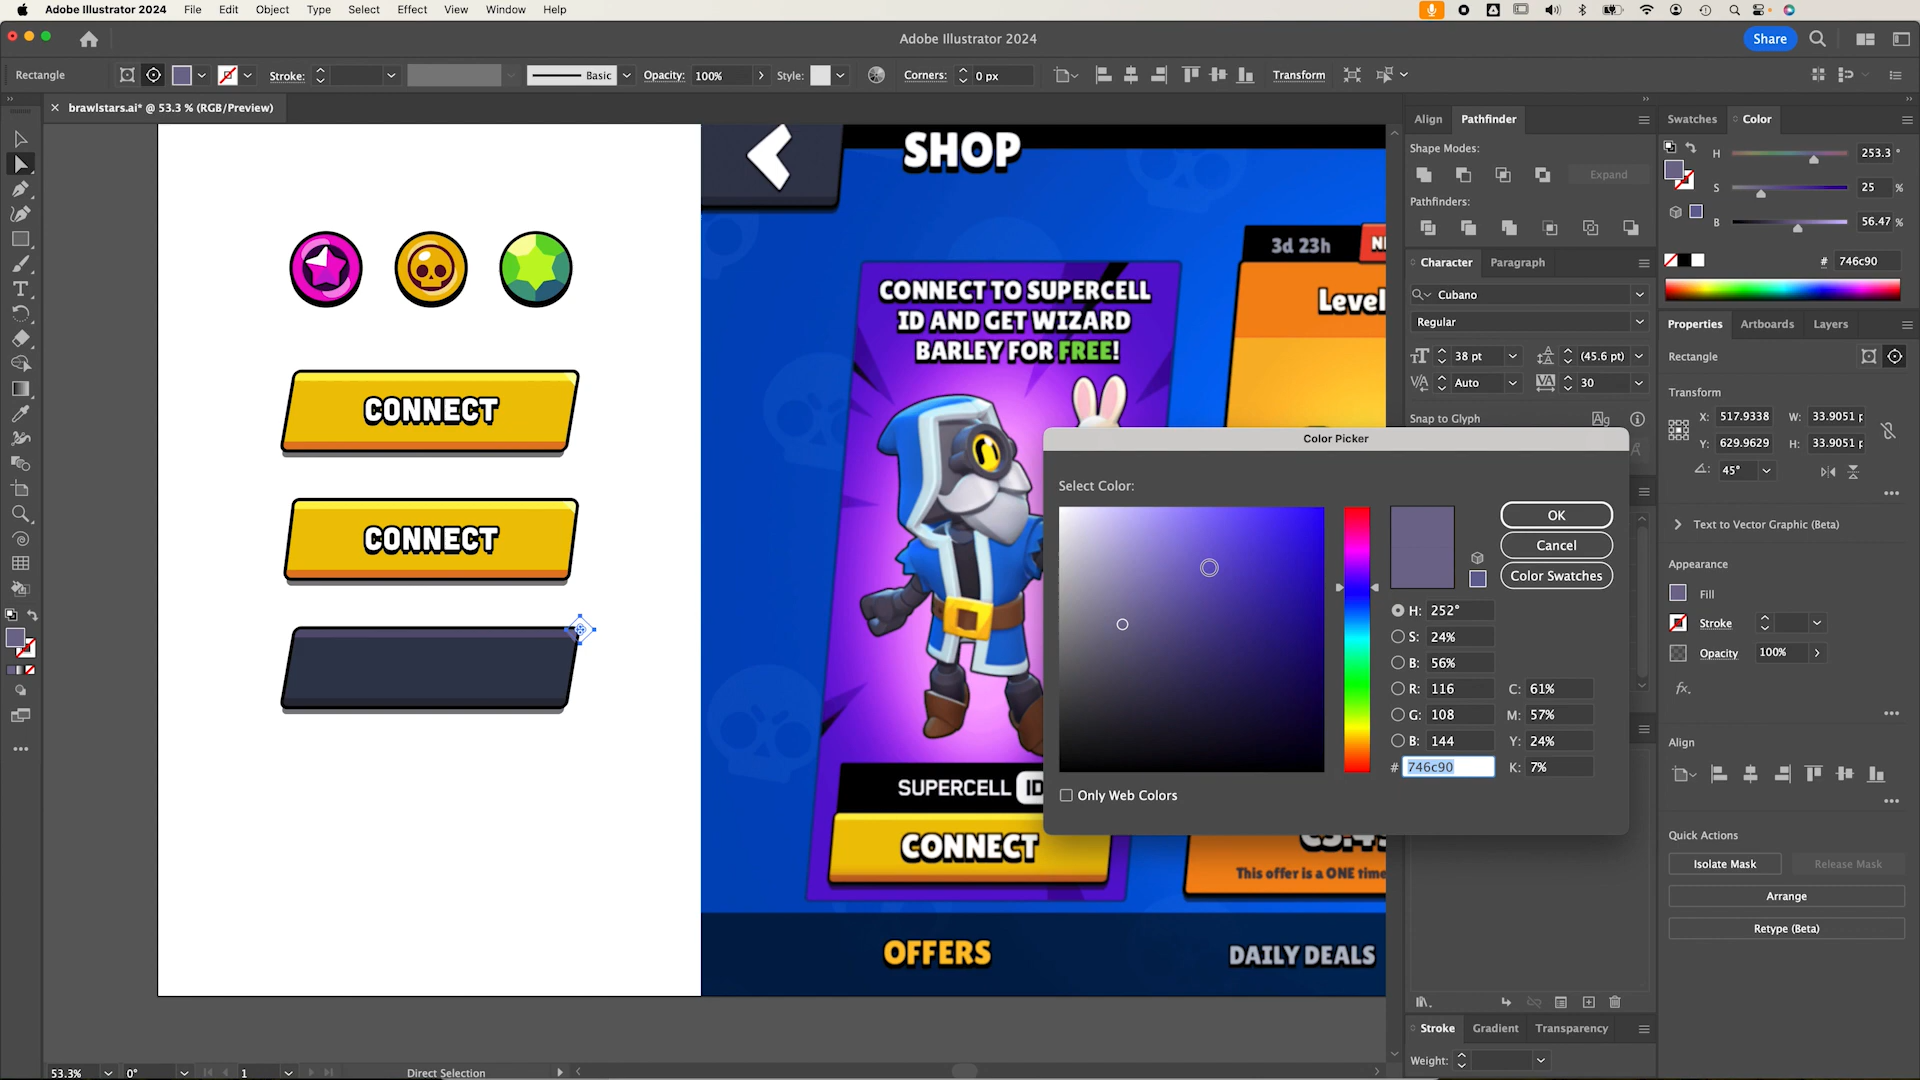 Adobe Illustrator 2024 File Edit Object Type Select Effect View Window Help
Adobe Illustrator 2024
Share
Rectangle
Stroke:
Basic
Opacity: 100%
Style:
Corners: 0 px
Transform
brawlstars.ai* @ 53.3 % (RGB/Preview)
SHOP
3d 23h
CONNECT TO SUPERCELL
ID AND GET WIZARD
BARLEY FOR FREE!
Level
CONNECT
CONNECT
SUPERCELL ID
CONNECT
This offer is a ONE time
OFFERS
DAILY DEALS
Color Picker
Select Color:
OK
Cancel
Color Swatches
H: 252°
S: 24%
B: 56%
R: 116
G: 108
B: 144
# 746c90
C: 61%
M: 57%
Y: 24%
K: 7%
Only Web Colors
Align Pathfinder
Shape Modes:
Expand
Pathfinders:
Character Paragraph
Cubano
Regular
38 pt (45.6 pt)
Auto 30
Snap to Glyph
Stroke Gradient Transparency
Weight:
Swatches Color
H 253.3 °
S 25 %
B 56.47 %
# 746c90
Properties Artboards Layers
Rectangle
Transform
X: 517.9338 W: 33.9051 p
Y: 629.9629 H: 33.9051 p
45°
Text to Vector Graphic (Beta)
Appearance
Fill
Stroke
Opacity 100%
fx.
Align
Quick Actions
Isolate Mask Release Mask
Arrange
Retype (Beta)
53.3% 0° 1 Direct Selection